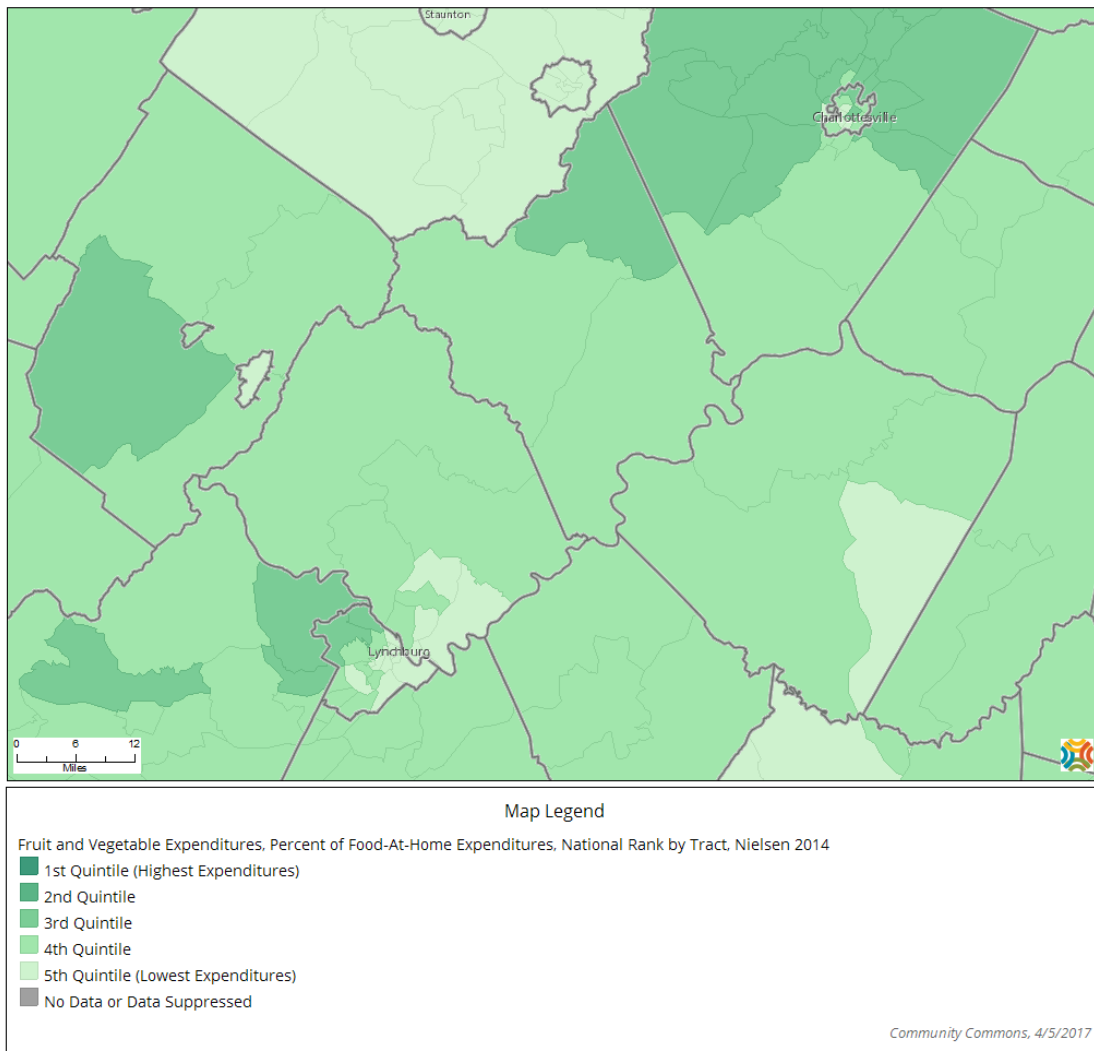 Staunton
Charlottesville
Lynchburg
0 6 12
Miles
Map Legend
Fruit and Vegetable Expenditures, Percent of Food-At-Home Expenditures, National Rank by Tract, Nielsen 2014
1st Quintile (Highest Expenditures)
2nd Quintile
3rd Quintile
4th Quintile
5th Quintile (Lowest Expenditures)
No Data or Data Suppressed
Community Commons, 4/5/2017